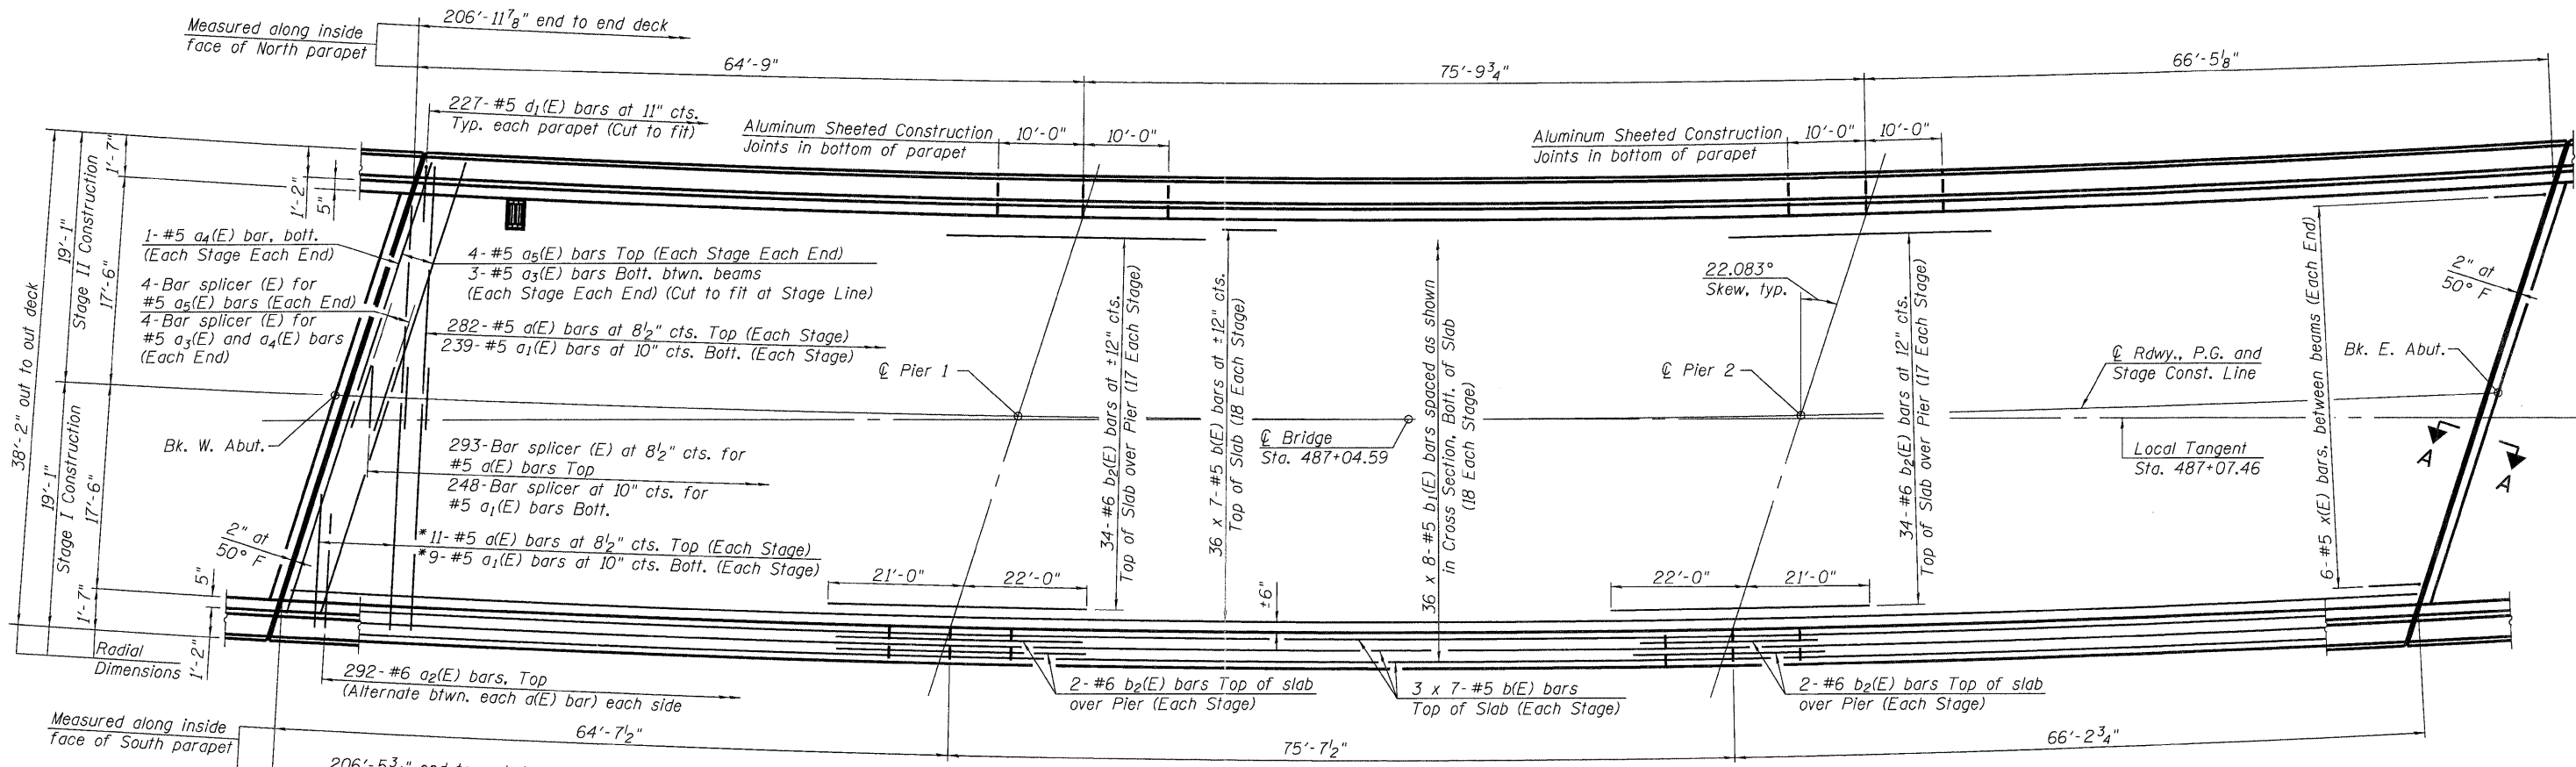 Measured along inside
face of North parapet
206'-11 7/8" end to end deck
64'-9"
75'-9 3/4"
66'-5 1/8"
227-#5 d1(E) bars at 11" cts.
Typ. each parapet (Cut to fit)
Aluminum Sheeted Construction
Joints in bottom of parapet
10'-0"
10'-0"
Aluminum Sheeted Construction
Joints in bottom of parapet
10'-0"
10'-0"
38'-2" out to out deck
19'-1"
Stage II Construction
1'-7"
17'-6"
1'-2"
5"
1-#5 a4(E) bar, bott.
(Each Stage Each End)
4-Bar splicer (E) for
#5 a5(E) bars (Each End)
4-Bar splicer (E) for
#5 a3(E) and a4(E) bars
(Each End)
4-#5 a5(E) bars Top (Each Stage Each End)
3-#5 a3(E) bars Bott. btwn. beams
(Each Stage Each End) (Cut to fit at Stage Line)
282-#5 a(E) bars at 8 1/2" cts. Top (Each Stage)
239-#5 a1(E) bars at 10" cts. Bott. (Each Stage)
℄ Pier 1
34-#6 b2(E) bars at ±12" cts.
Top of Slab over Pier (17 Each Stage)
36 x 7-#5 b(E) bars at ±12" cts.
Top of Slab (18 Each Stage)
36 x 8-#5 b1(E) bars spaced as shown
in Cross Section, Bott. of Slab
(18 Each Stage)
22.083°
Skew, typ.
℄ Pier 2
34-#6 b2(E) bars at 12" cts.
Top of Slab over Pier (17 Each Stage)
℄ Rdwy., P.G. and
Stage Const. Line
6-#5 x(E) bars, between beams (Each End)
Bk. E. Abut.
2" at
50° F
Bk. W. Abut.
℄ Bridge
Sta. 487+04.59
Local Tangent
Sta. 487+07.46
A
A
19'-1"
Stage I Construction
17'-6"
1'-7"
5"
1'-2"
Radial
Dimensions
2" at
50° F
293-Bar splicer (E) at 8 1/2" cts. for
#5 a(E) bars Top
248-Bar splicer at 10" cts. for
#5 a1(E) bars Bott.
*11-#5 a(E) bars at 8 1/2" cts. Top (Each Stage)
*9-#5 a1(E) bars at 10" cts. Bott. (Each Stage)
21'-0"
22'-0"
±6"
22'-0"
21'-0"
292-#6 a2(E) bars, Top
(Alternate btwn. each a(E) bar) each side
2-#6 b2(E) bars Top of slab
over Pier (Each Stage)
3 x 7-#5 b(E) bars
Top of Slab (Each Stage)
2-#6 b2(E) bars Top of slab
over Pier (Each Stage)
Measured along inside
face of South parapet
64'-7 1/2"
75'-7 1/2"
66'-2 3/4"